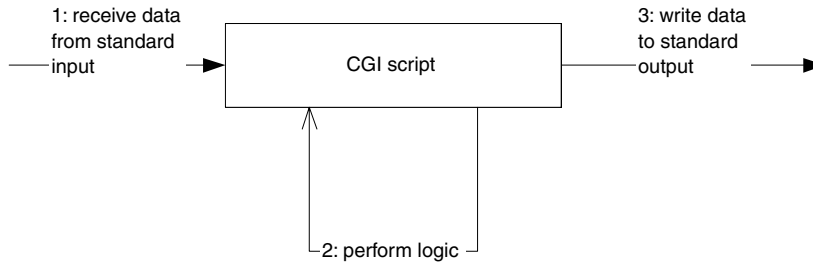 1: receive data
from standard
input
CGI script
3: write data
to standard
output
2: perform logic